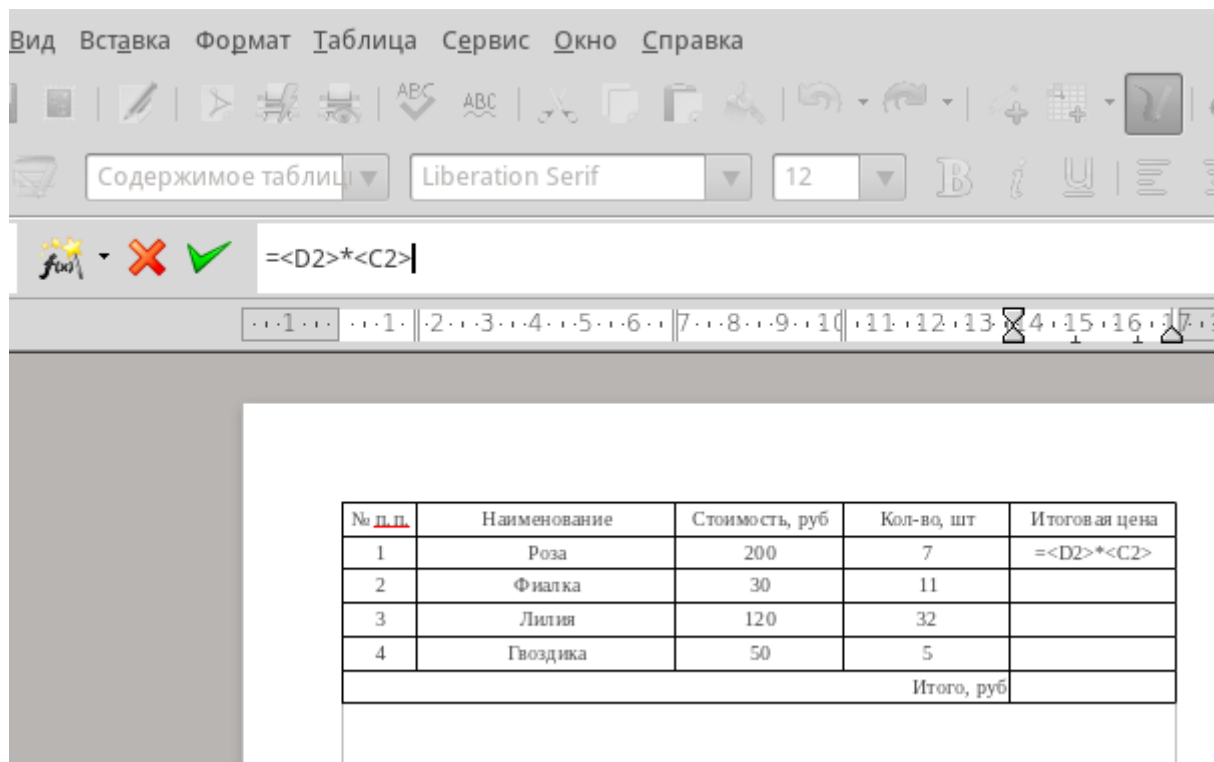 Вид Вставка Формат Таблица Сервис Окно Справка
ABC ABC
Содержимое таблиц Liberation Serif 12 B i U
f(x) =<D2>*<C2>
1 1 2 3 4 5 6 7 8 9 10 11 12 13 14 15 16 17
№ п.п. Наименование Стоимость, руб Кол-во, шт Итоговая цена
1 Роза 200 7 =<D2>*<C2>
2 Фиалка 30 11
3 Лилия 120 32
4 Гвоздика 50 5
Итого, руб